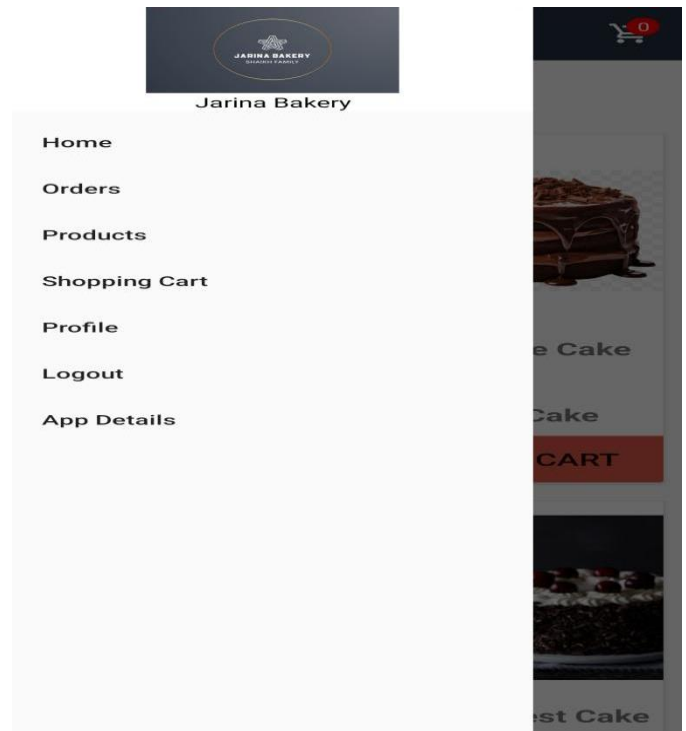 JARINA BAKERY
SHAIKH FAMILY
Jarina Bakery
0
Home
Orders
Products
Shopping Cart
Profile
Logout
App Details
e Cake
Cake
CART
est Cake